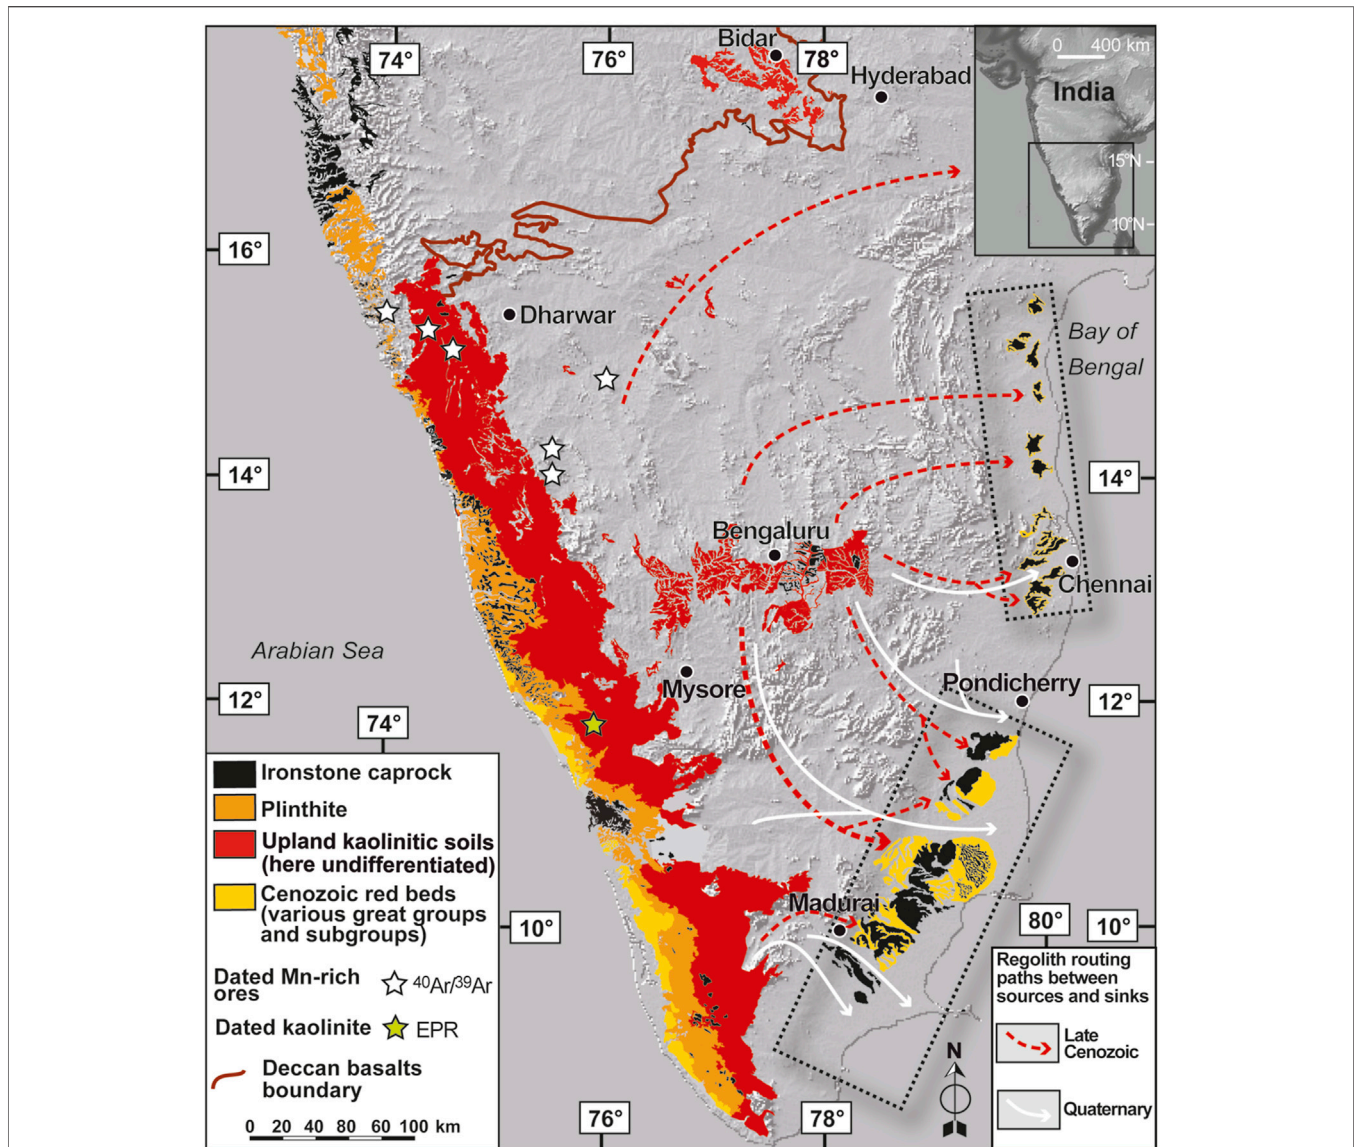 74°
76°
Bidar
78°
Hyderabad
0 400 km
India
15°N
10°N
16°
Dharwar
Bay of
Bengal
14°
14°
Bengaluru
Chennai
Arabian Sea
Mysore
Pondicherry
12°
12°
74°
Madurai
10°
80°
10°
76°
78°
Ironstone caprock
Plinthite
Upland kaolinitic soils
(here undifferentiated)
Cenozoic red beds
(various great groups
and subgroups)
Dated Mn-rich
ores
40Ar/39Ar
Dated kaolinite
EPR
Deccan basalts
boundary
0 20 40 60 80 100 km
N
Regolith routing
paths between
sources and sinks
Late
Cenozoic
Quaternary